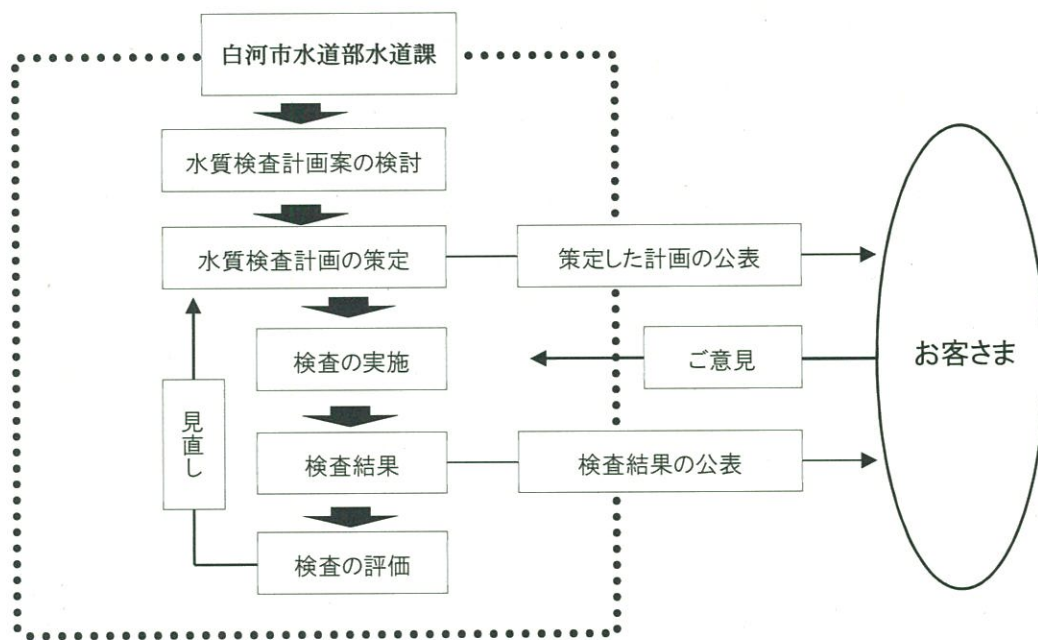 白河市水道部水道課
水質検査計画案の検討
水質検査計画の策定
策定した計画の公表
検査の実施
ご意見
お客さま
見直し
検査結果
検査結果の公表
検査の評価